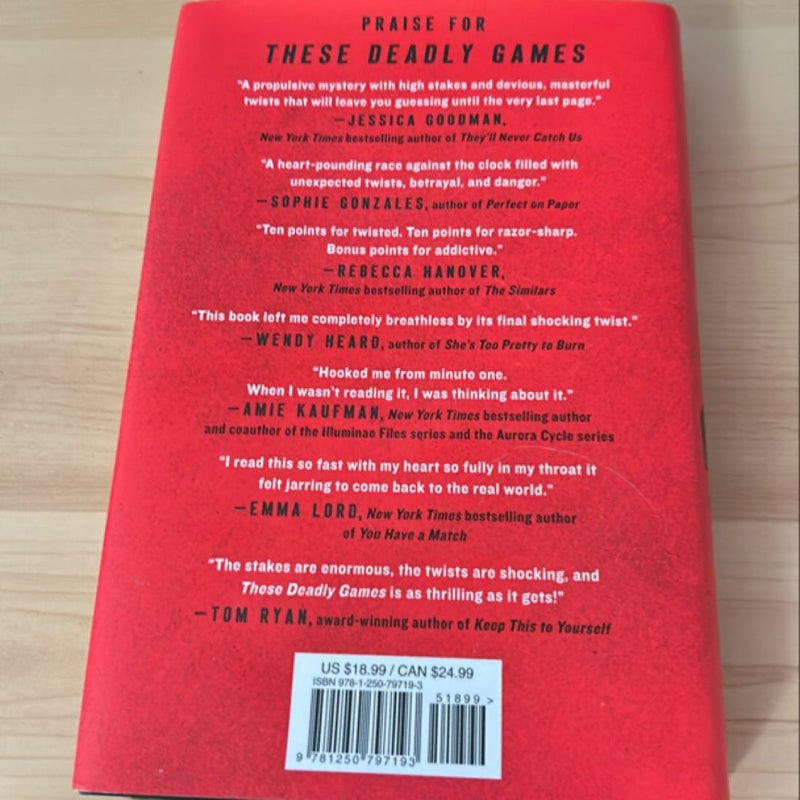 PRAISE FOR
THESE DEADLY GAMES
"A propulsive mystery with high stakes and devious, masterful
twists that will leave you guessing until the very last page."
—JESSICA GOODMAN,
New York Times bestselling author of They'll Never Catch Us
"A heart-pounding race against the clock filled with
unexpected twists, betrayal, and danger."
—SOPHIE GONZALES, author of Perfect on Paper
"Ten points for twisted. Ten points for razor-sharp.
Bonus points for addictive."
—REBECCA HANOVER,
New York Times bestselling author of The Similars
"This book left me completely breathless by its final shocking twist."
—WENDY HEARD, author of She's Too Pretty to Burn
"Hooked me from minute one.
When I wasn't reading it, I was thinking about it."
—AMIE KAUFMAN, New York Times bestselling author
and coauthor of the Illuminae Files series and the Aurora Cycle series
"I read this so fast with my heart so fully in my throat it
felt jarring to come back to the real world."
—EMMA LORD, New York Times bestselling author
of You Have a Match
"The stakes are enormous, the twists are shocking, and
These Deadly Games is as thrilling as it gets!"
—TOM RYAN, award-winning author of Keep This to Yourself
US $18.99 / CAN $24.99
ISBN 978-1-250-79719-3
51899 >
9 781250 797193